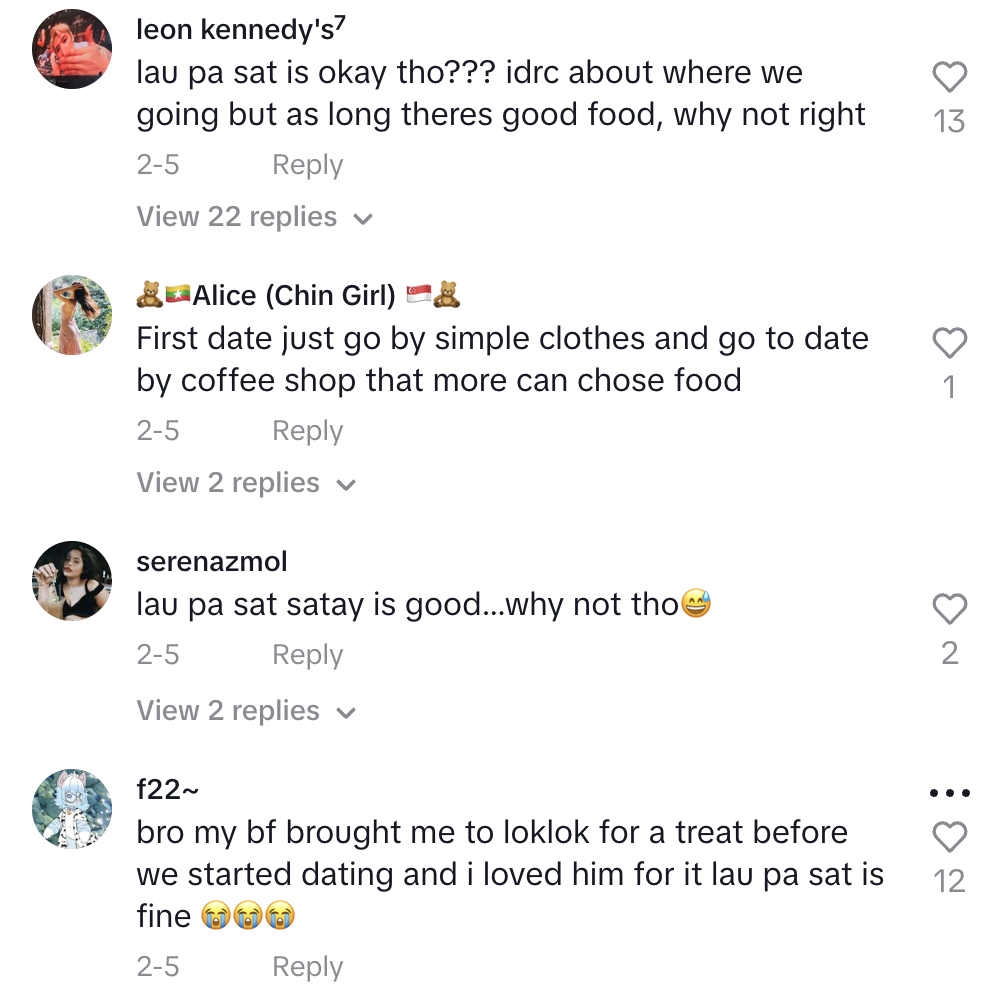 leon kennedy's⁷
lau pa sat is okay tho??? idrc about where we
going but as long theres good food, why not right
13
2-5 Reply
View 22 replies
🧸🇲🇲Alice (Chin Girl) 🇸🇬🧸
First date just go by simple clothes and go to date
by coffee shop that more can chose food
1
2-5 Reply
View 2 replies
serenazmol
lau pa sat satay is good...why not tho😅
2
2-5 Reply
View 2 replies
f22~
bro my bf brought me to loklok for a treat before
we started dating and i loved him for it lau pa sat is
fine 😭😭😭
12
2-5 Reply